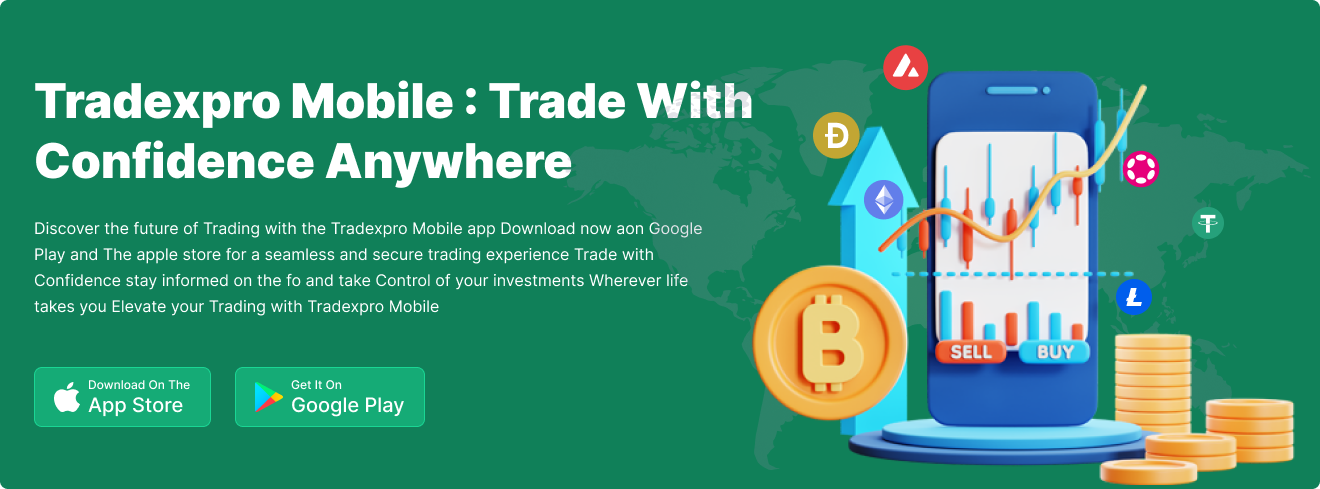 Tradexpro Mobile : Trade With
Confidence Anywhere
Discover the future of Trading with the Tradexpro Mobile app Download now aon Google
Play and The apple store for a seamless and secure trading experience Trade with
Confidence stay informed on the fo and take Control of your investments Wherever life
takes you Elevate your Trading with Tradexpro Mobile
Download On The
App Store
Get It On
Google Play
SELL
BUY